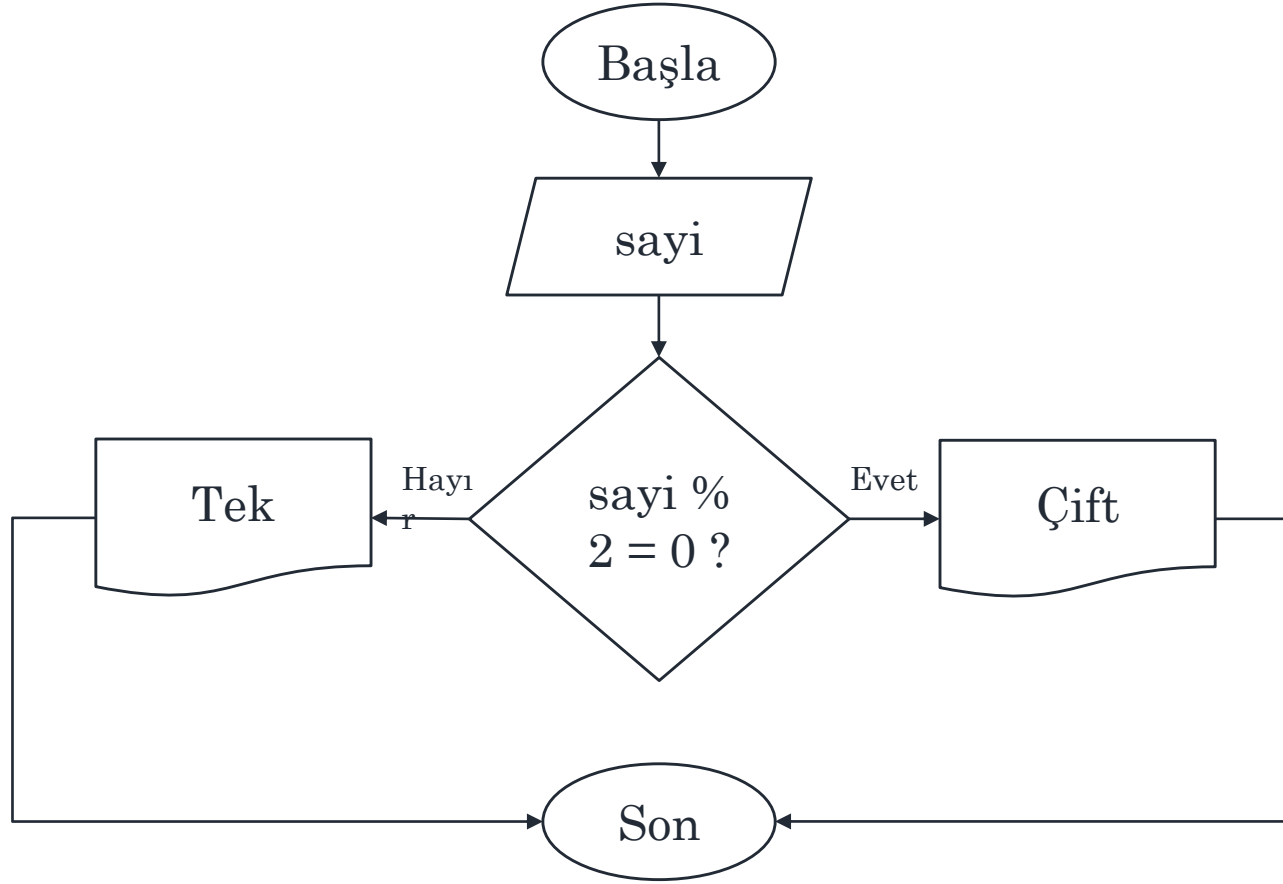 Başla
sayi
Hayı
r
sayi %
2 = 0 ?
Evet
Tek
Çift
Son